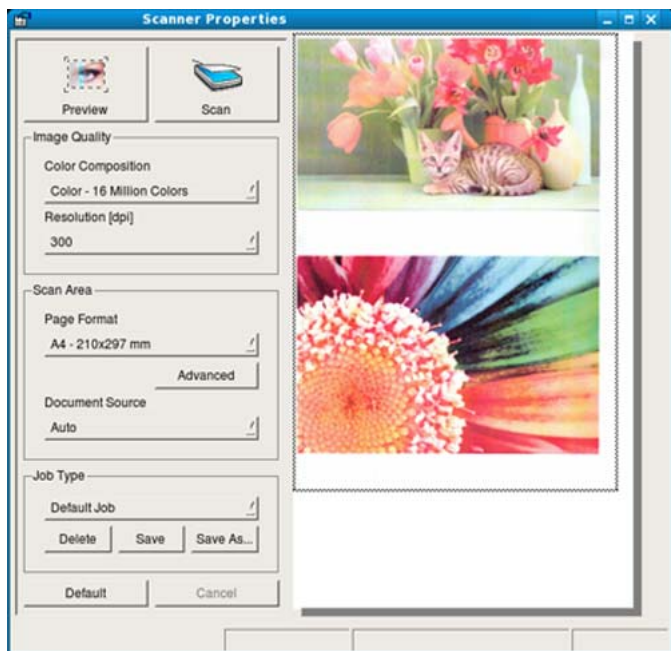 Scanner Properties
Preview Scan
Image Quality
Color Composition
Color - 16 Million Colors
Resolution [dpi]
300
Scan Area
Page Format
A4 - 210x297 mm
Advanced
Document Source
Auto
Job Type
Default Job
Delete Save Save As...
Default Cancel